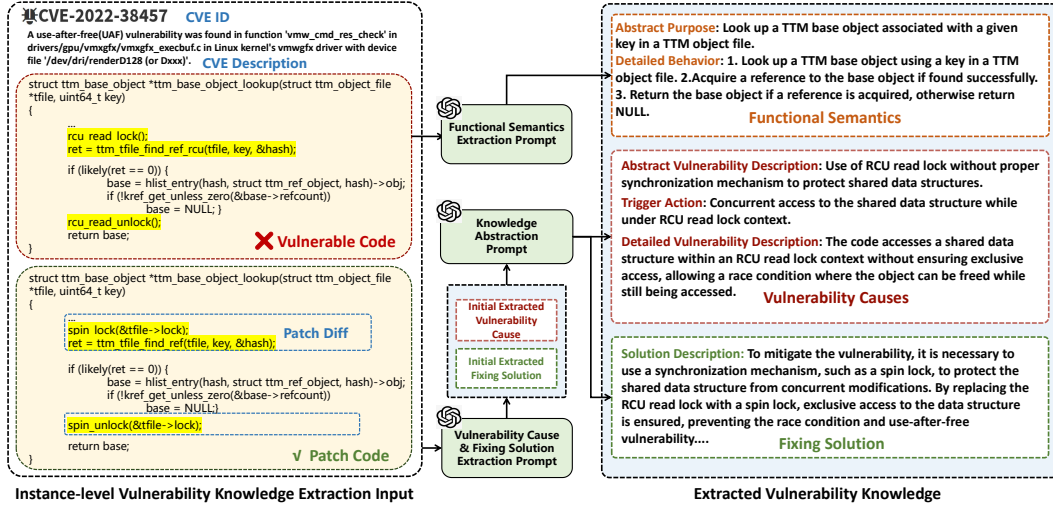 CVE-2022-38457 CVE ID
A use-after-free(UAF) vulnerability was found in function 'vmw_cmd_res_check' in
drivers/gpu/vmxgfx/vmxgfx_execbuf.c in Linux kernel's vmwgfx driver with device
file '/dev/dri/renderD128 (or Dxxx)'.
CVE Description
struct ttm_base_object *ttm_base_object_lookup(struct ttm_object_file
*tfile, uint64_t key)
{
...
rcu_read_lock();
ret = ttm_tfile_find_ref_rcu(tfile, key, &hash);
if (likely(ret == 0)) {
base = hlist_entry(hash, struct ttm_ref_object, hash)->obj;
if (!kref_get_unless_zero(&base->refcount))
base = NULL; }
rcu_read_unlock();
return base;
}
Vulnerable Code
struct ttm_base_object *ttm_base_object_lookup(struct ttm_object_file
*tfile, uint64_t key)
{
...
spin_lock(&tfile->lock);
ret = ttm_tfile_find_ref(tfile, key, &hash);
Patch Diff
if (likely(ret == 0)) {
base = hlist_entry(hash, struct ttm_ref_object, hash)->obj;
if (!kref_get_unless_zero(&base->refcount))
base = NULL;}
spin_unlock(&tfile->lock);
return base;
}
√ Patch Code
Instance-level Vulnerability Knowledge Extraction Input
Functional Semantics
Extraction Prompt
Knowledge
Abstraction
Prompt
Initial Extracted
Vulnerability
Cause
Initial Extracted
Fixing Solution
Vulnerability Cause
& Fixing Solution
Extraction Prompt
Abstract Purpose: Look up a TTM base object associated with a given
key in a TTM object file.
Detailed Behavior: 1. Look up a TTM base object using a key in a TTM
object file. 2.Acquire a reference to the base object if found successfully.
3. Return the base object if a reference is acquired, otherwise return
NULL.
Functional Semantics
Abstract Vulnerability Description: Use of RCU read lock without proper
synchronization mechanism to protect shared data structures.
Trigger Action: Concurrent access to the shared data structure while
under RCU read lock context.
Detailed Vulnerability Description: The code accesses a shared data
structure within an RCU read lock context without ensuring exclusive
access, allowing a race condition where the object can be freed while
still being accessed.
Vulnerability Causes
Solution Description: To mitigate the vulnerability, it is necessary to
use a synchronization mechanism, such as a spin lock, to protect
the shared data structure from concurrent modifications. By replacing the
RCU read lock with a spin lock, exclusive access to the data structure
is ensured, preventing the race condition and use-after-free
vulnerability....
Fixing Solution
Extracted Vulnerability Knowledge